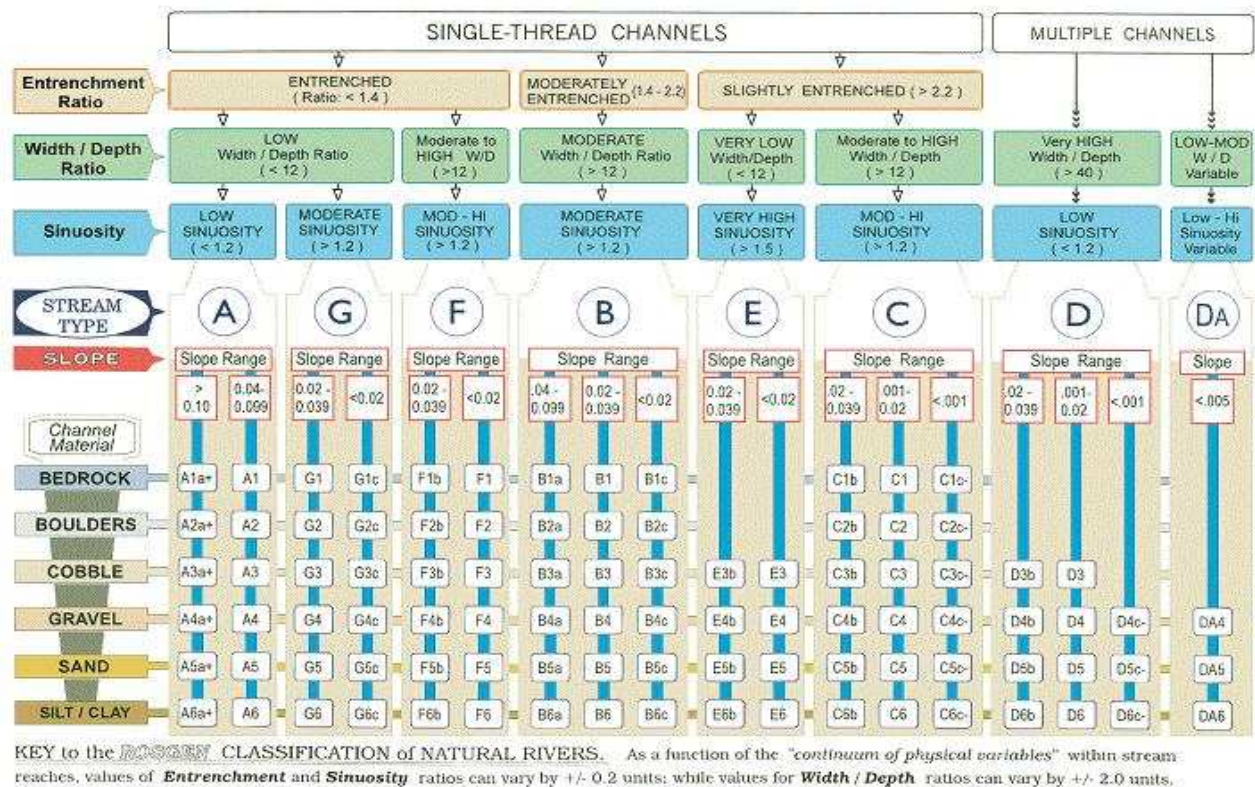 SINGLE-THREAD CHANNELS
MULTIPLE CHANNELS
Entrenchment
Ratio
ENTRENCHED
( Ratio: < 1.4 )
MODERATELY
ENTRENCHED (1.4 - 2.2)
SLIGHTLY ENTRENCHED ( > 2.2 )
Width / Depth
Ratio
LOW
Width / Depth Ratio
( < 12 )
Moderate to
HIGH W/D
( >12 )
MODERATE
Width / Depth Ratio
( > 12 )
VERY LOW
Width/Depth
( < 12 )
Moderate to HIGH
Width / Depth
( > 12 )
Very HIGH
Width / Depth
( > 40 )
LOW-MOD
W / D
Variable
Sinuosity
LOW
SINUOSITY
( < 1.2 )
MODERATE
SINUOSITY
( > 1.2 )
MOD - HI
SINUOSITY
( > 1.2 )
MODERATE
SINUOSITY
( > 1.2 )
VERY HIGH
SINUOSITY
( > 1.5 )
MOD - HI
SINUOSITY
( > 1.2 )
LOW
SINUOSITY
( < 1.2 )
Low - Hi
Sinuosity
Variable
STREAM
TYPE
A G F B E C D DA
SLOPE
Slope Range Slope Range Slope Range Slope Range Slope Range Slope Range Slope Range Slope
> 0.10
0.04-
0.099
0.02 -
0.039
<0.02
0.02 -
0.039
<0.02
.04 -
0.099
0.02 -
0.039
<0.02
0.02 -
0.039
<0.02
.02 -
0.039
.001-
0.02
<.001
.02 -
0.039
.001-
0.02
<.001
<.005
Channel
Material
BEDROCK A1a+ A1 G1 G1c F1b F1 B1a B1 B1c C1b C1 C1c-
BOULDERS A2a+ A2 G2 G2c F2b F2 B2a B2 B2c C2b C2 C2c-
COBBLE A3a+ A3 G3 G3c F3b F3 B3a B3 B3c E3b E3 C3b C3 C3c- D3b D3
GRAVEL A4a+ A4 G4 G4c F4b F4 B4a B4 B4c E4b E4 C4b C4 C4c- D4b D4 D4c- DA4
SAND A5a+ A5 G5 G5c F5b F5 B5a B5 B5c E5b E5 C5b C5 C5c- D5b D5 D5c- DA5
SILT / CLAY A6a+ A6 G6 G6c F6b F6 B6a B6 B6c E6b E6 C6b C6 C6c- D6b D6 D6c- DA6
KEY to the ROSGEN CLASSIFICATION of NATURAL RIVERS. As a function of the "continuum of physical variables" within stream
reaches, values of Entrenchment and Sinuosity ratios can vary by +/- 0.2 units; while values for Width / Depth ratios can vary by +/- 2.0 units.